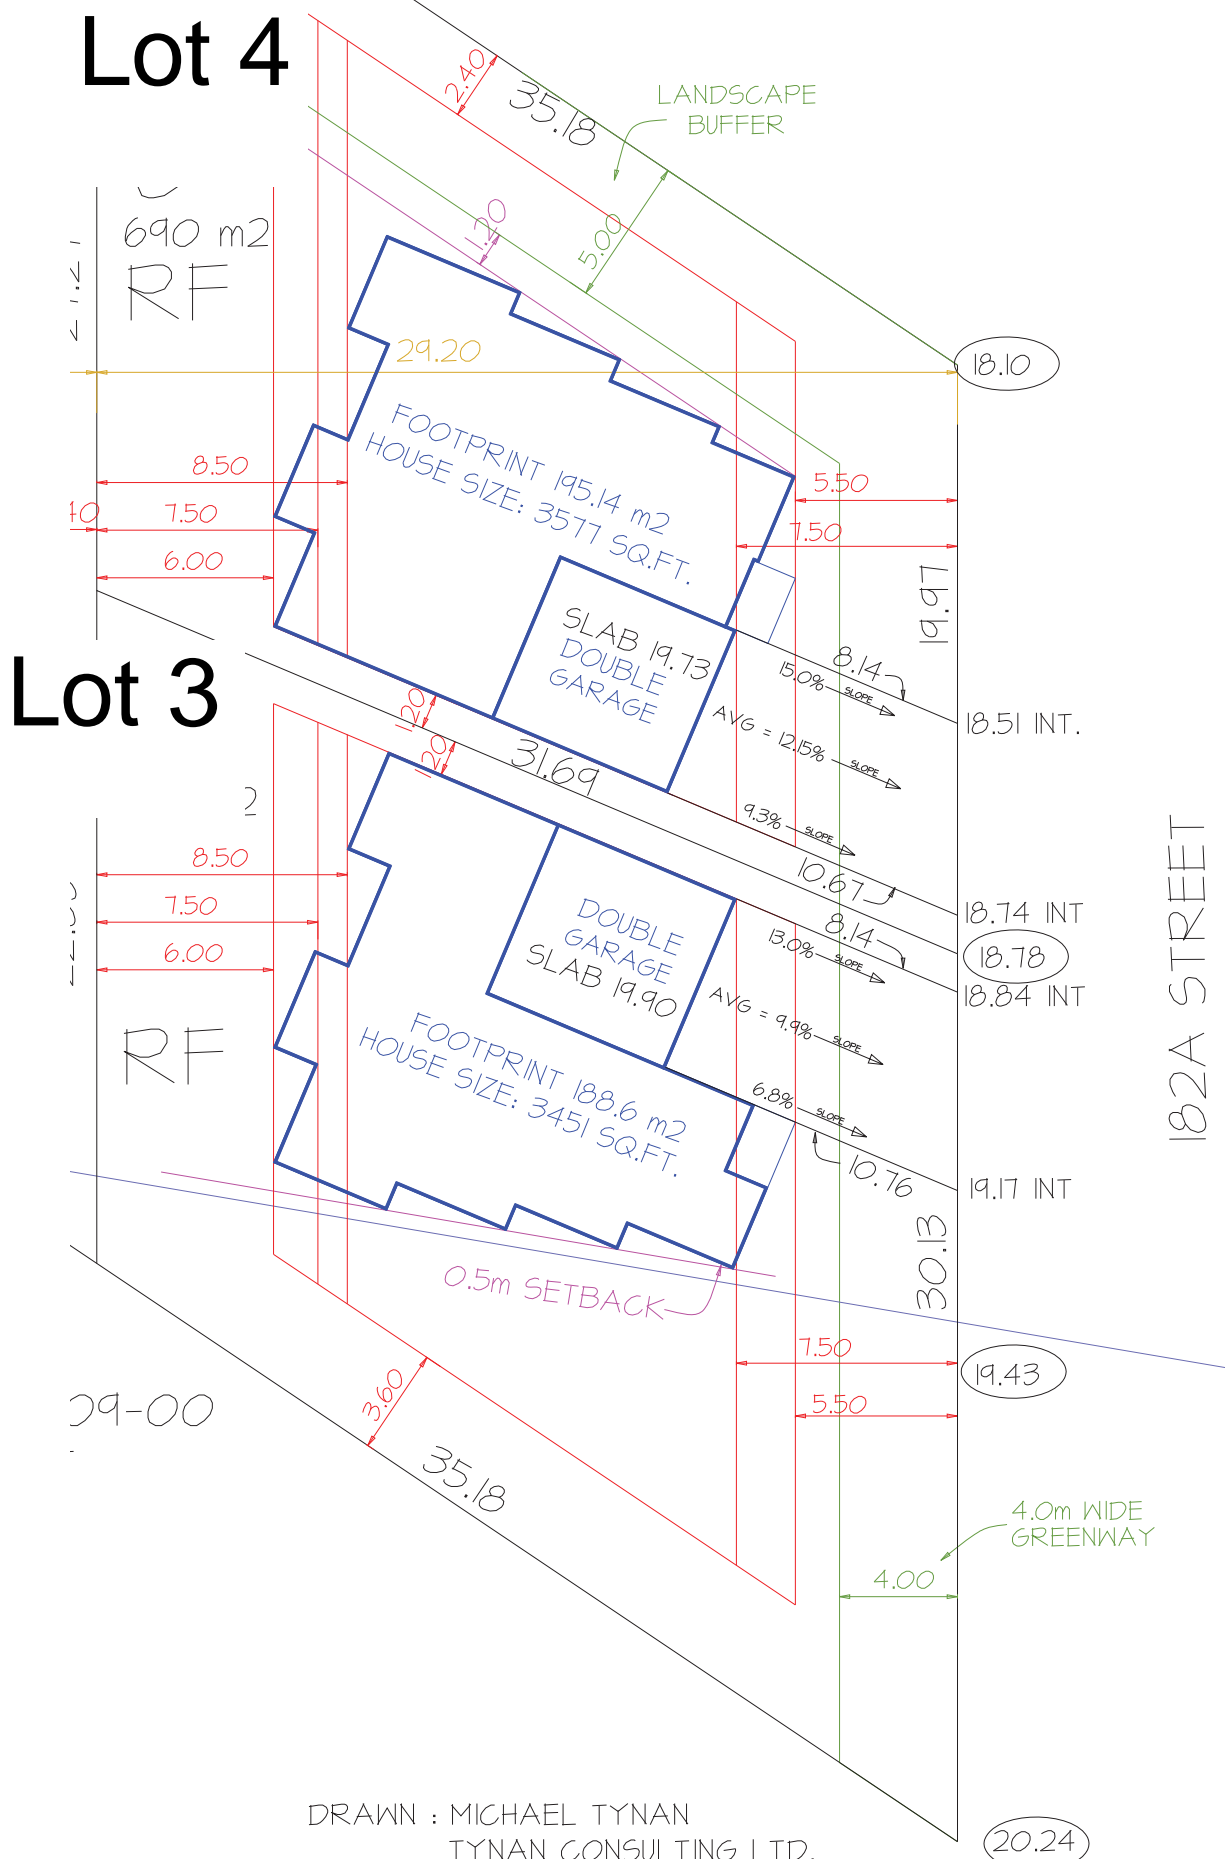 Lot 4
2.40
35.18
LANDSCAPE
BUFFER
690 m2
RF
1.20
5.00
29.20
18.10
FOOTPRINT 195.14 m2
HOUSE SIZE: 3577 SQ.FT.
8.50
5.50
7.50
7.50
6.00
19.97
SLAB 19.73
DOUBLE
GARAGE
8.14
15.0% SLOPE
18.51 INT.
AVG = 12.15% SLOPE
9.3% SLOPE
Lot 3
1.20
1.20
31.69
10.67
18.74 INT
8.14
18.78
18.84 INT
2
8.50
7.50
6.00
DOUBLE
GARAGE
SLAB 19.90
13.0% SLOPE
AVG = 9.9% SLOPE
6.8% SLOPE
RF
FOOTPRINT 188.6 m2
HOUSE SIZE: 3451 SQ.FT.
10.76
19.17 INT
182A STREET
30.13
0.5m SETBACK
7.50
19.43
5.50
3.60
09-00
35.18
4.0m WIDE
GREENWAY
4.00
DRAWN : MICHAEL TYNAN
TYNAN CONSULTING LTD.
20.24